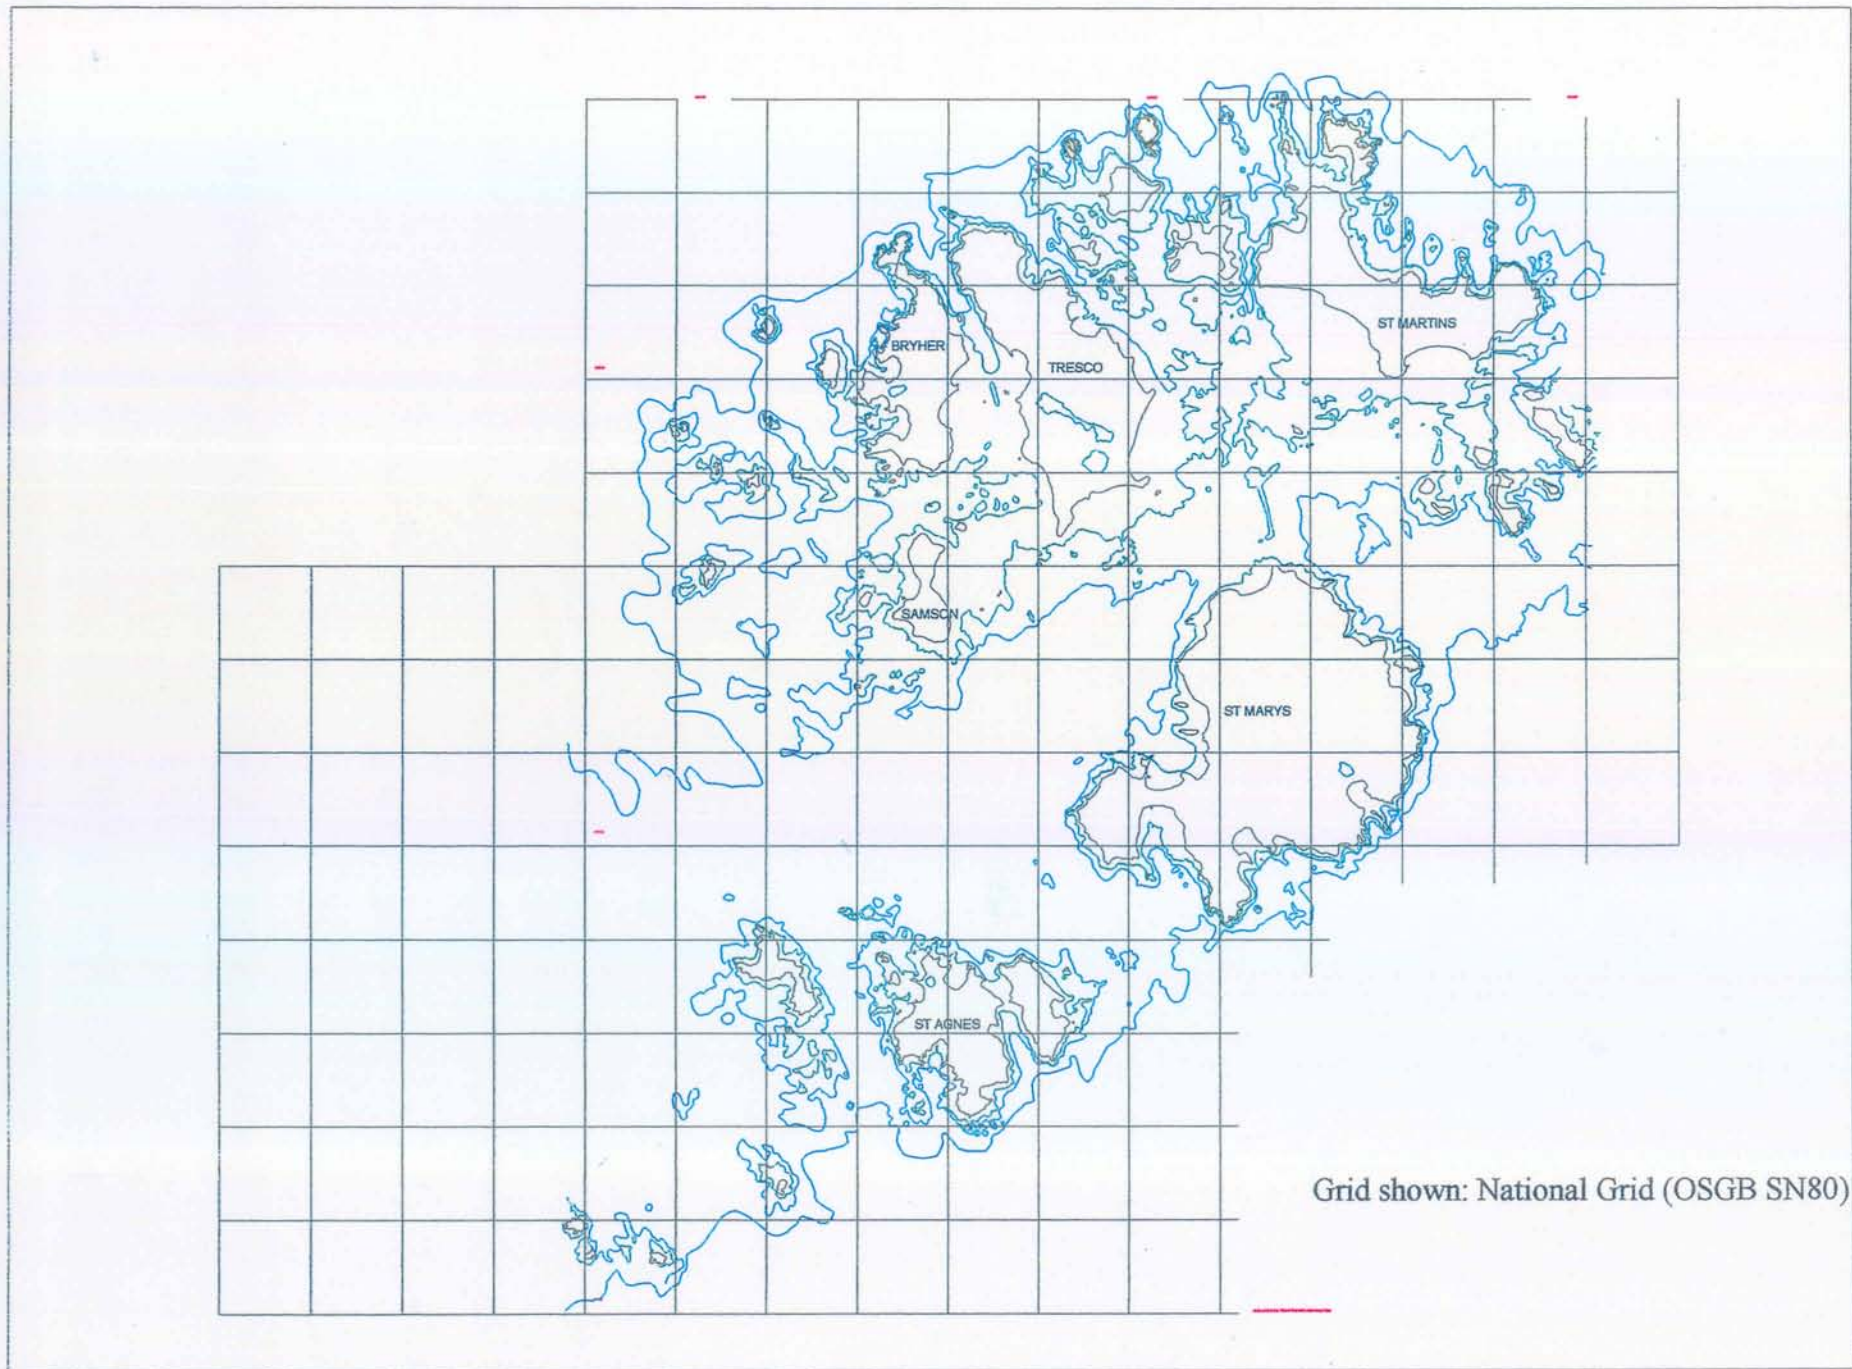 BRYHER
TRESCO
ST MARTINS
SAMSON
ST MARYS
ST AGNES
Grid shown: National Grid (OSGB SN80)